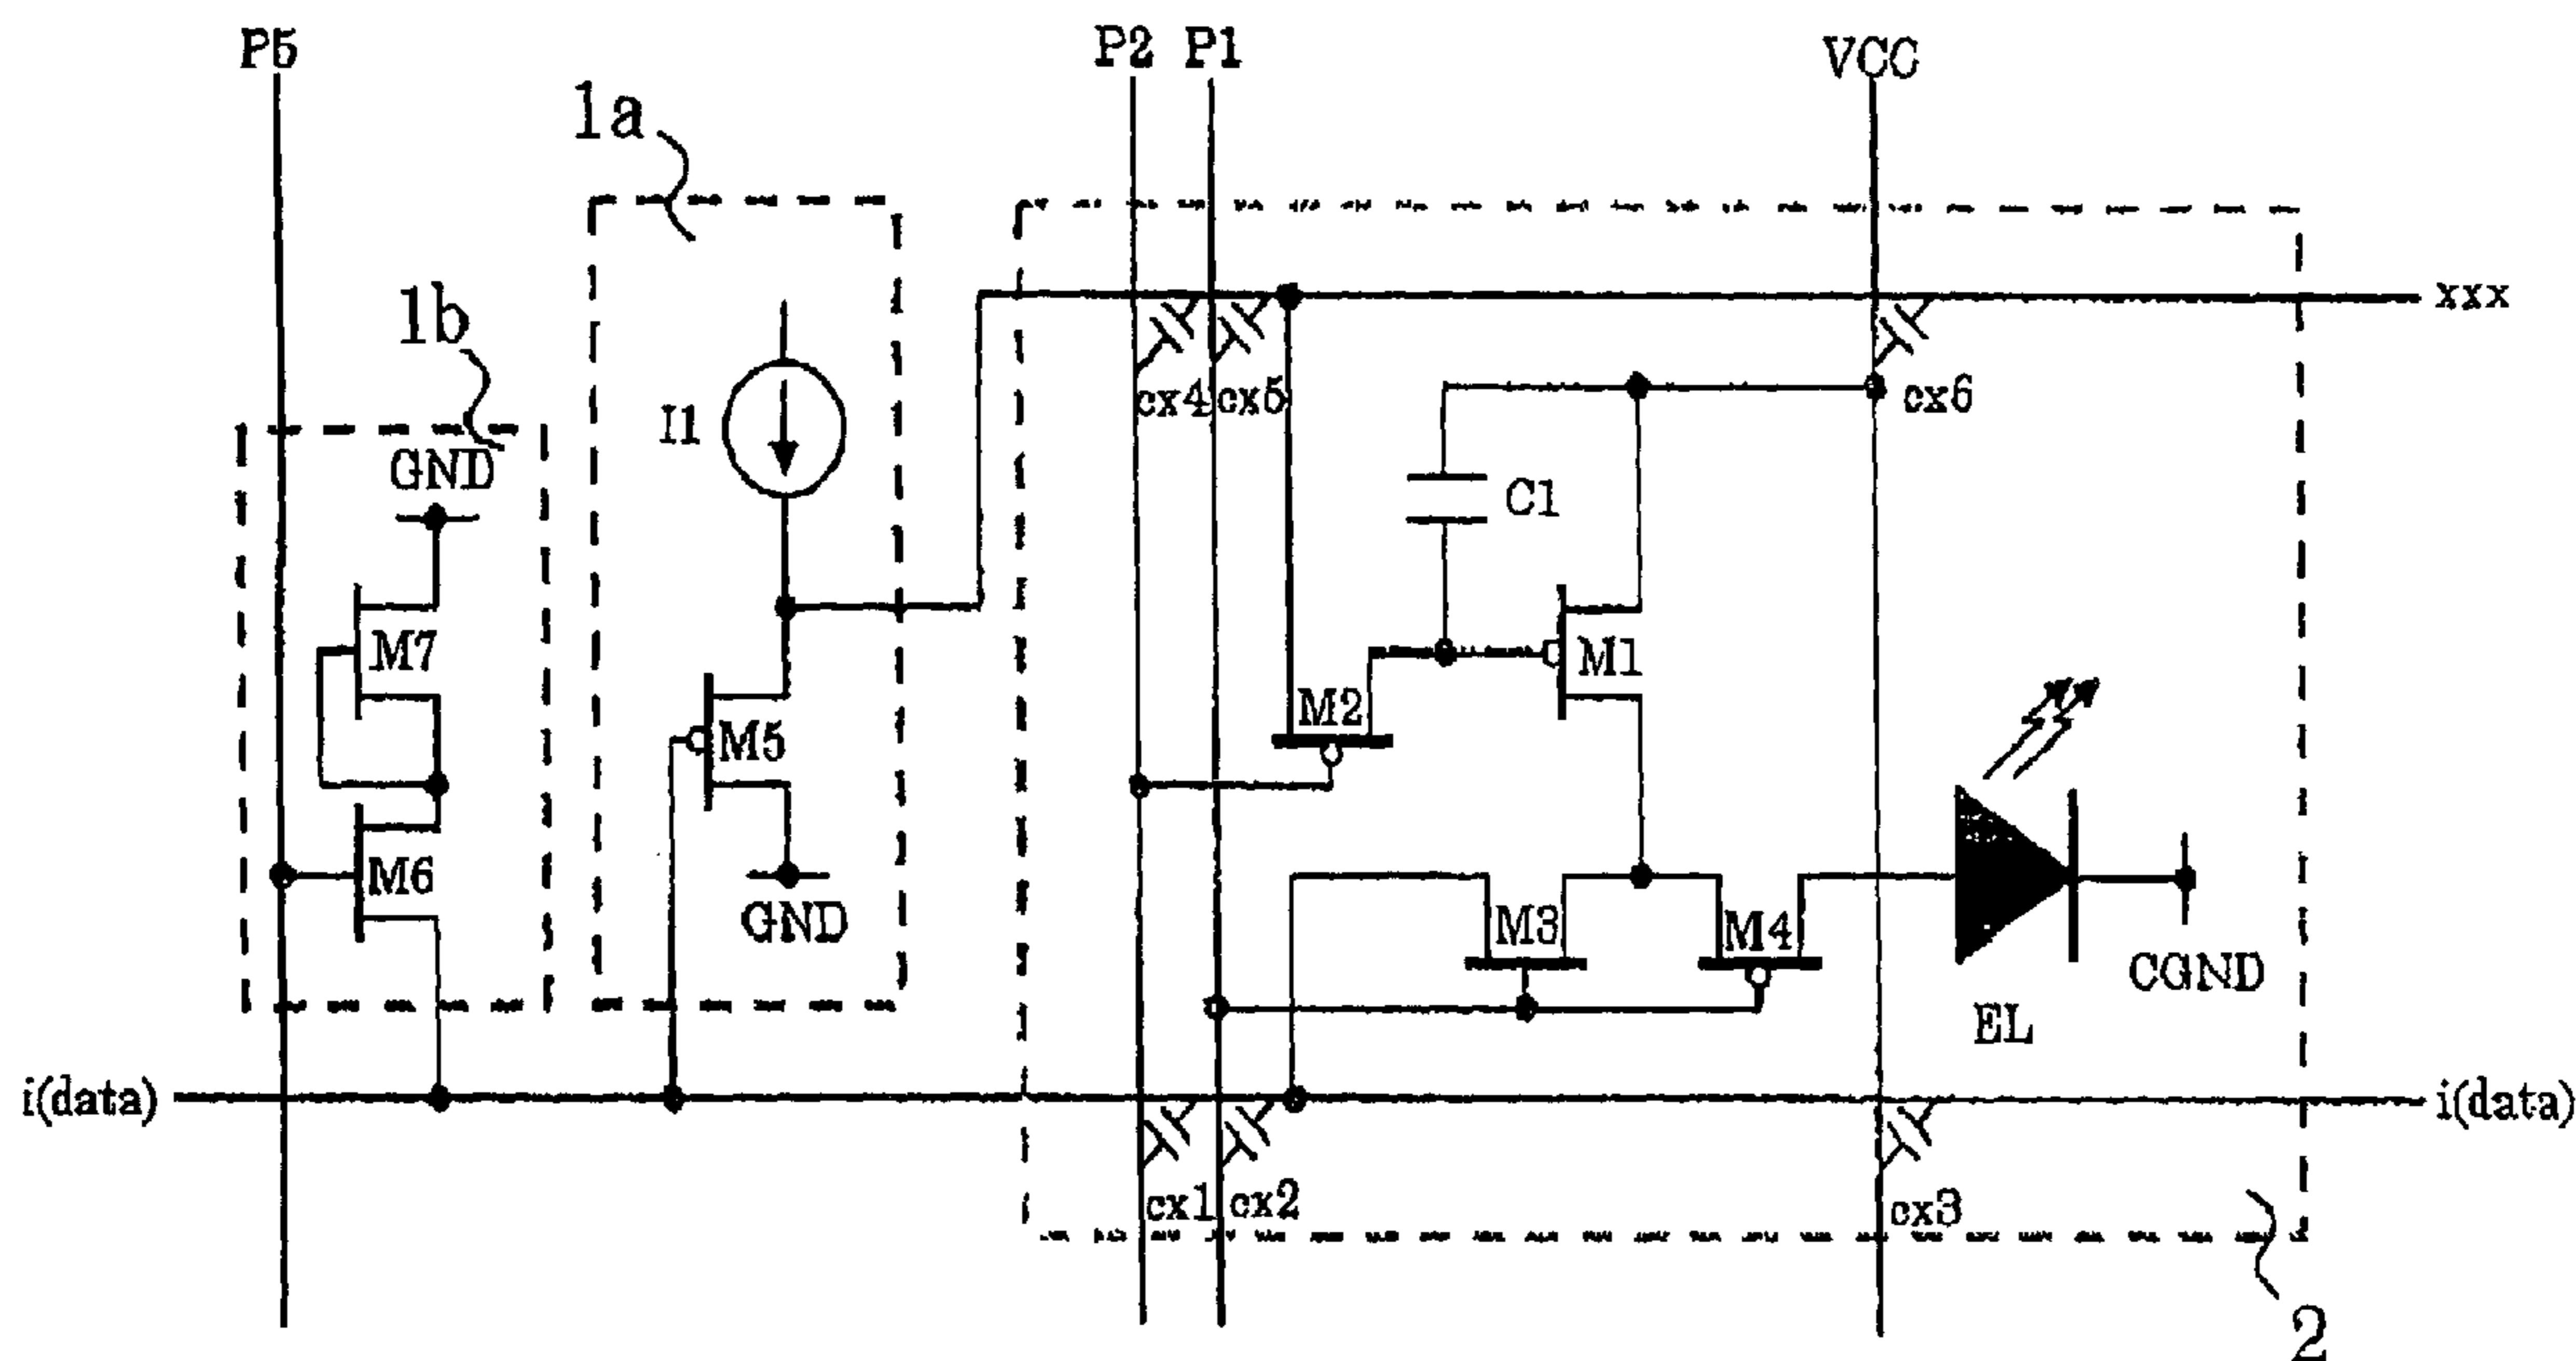 P5
P2
P1
VCC
1a
1b
xxx
cx4
cx5
cx6
I1
GND
C1
M7
M1
M2
M5
M6
GND
M3
M4
CGND
EL
i(data)
i(data)
cx1
cx2
cx3
2